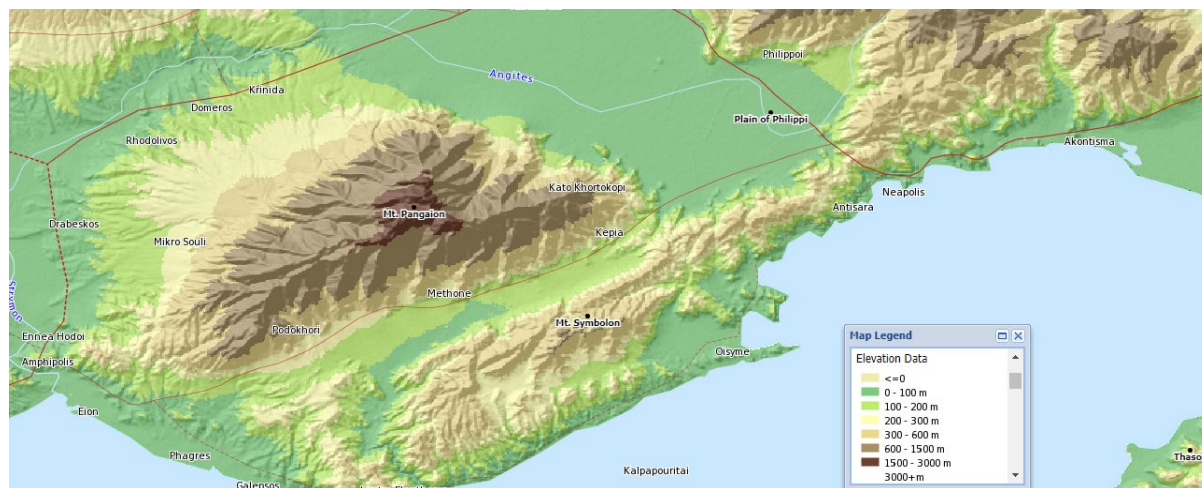 Philippoi
Angites
Krinida
Domeros
Plain of Philippi
Rhodolivos
Akontisma
Kato Khortokopi
Neapolis
Mt. Pangaion
Antisara
Drabeskos
Kepia
Mikro Souli
Strymon
Methone
Mt. Symbolon
Podokhori
Ennea Hodoi
Oisyme
Amphipolis
Eion
Phagres
Kalpapouritai
Galepsos
Thaso
Map Legend
Elevation Data
<=0
0 - 100 m
100 - 200 m
200 - 300 m
300 - 600 m
600 - 1500 m
1500 - 3000 m
3000+m